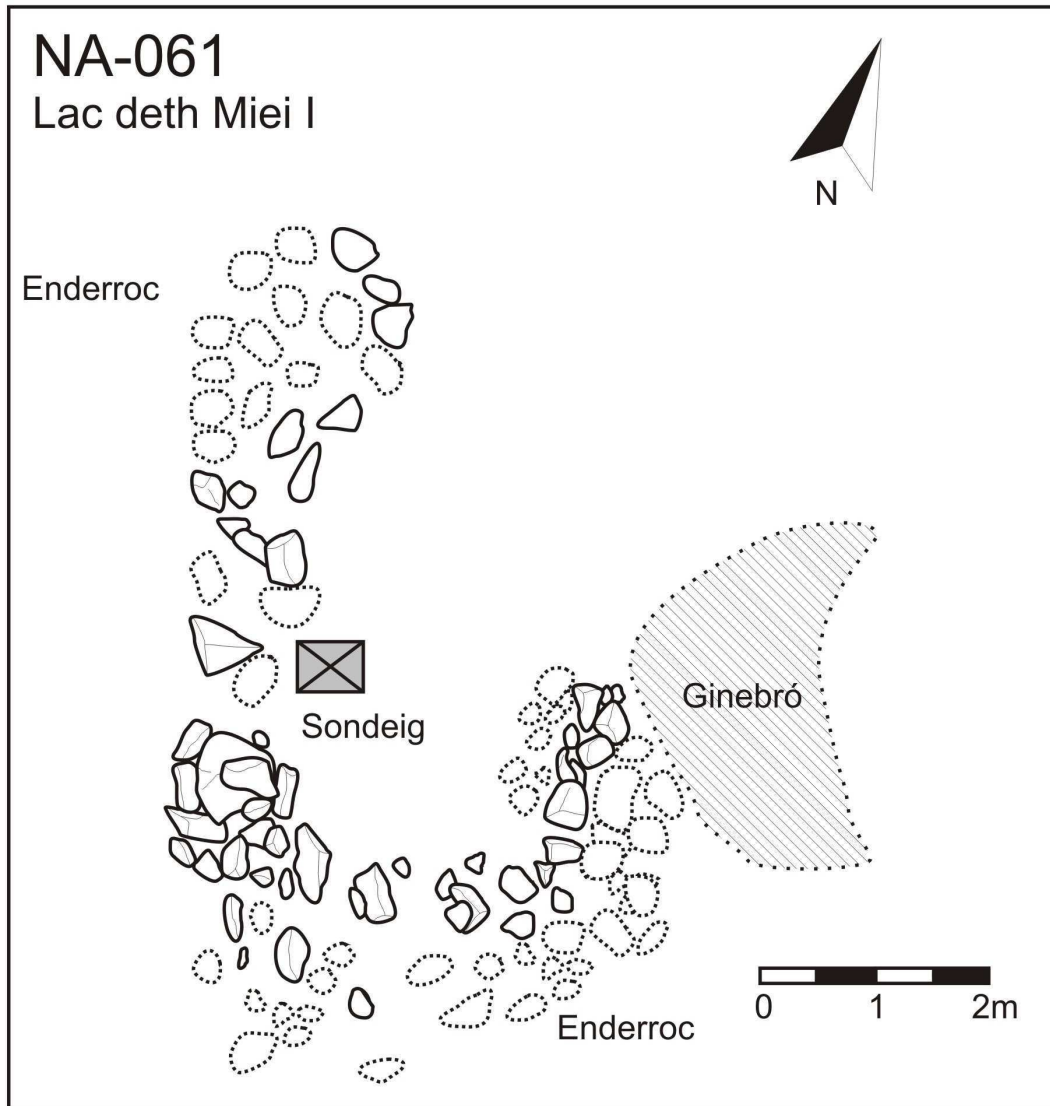 NA-061
Lac deth Miei I
N
Enderroc
Sondeig
Ginebró
Enderroc
0 1 2m